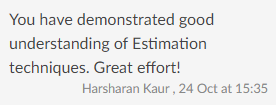 You have demonstrated good
understanding of Estimation
techniques. Great effort!
Harsharan Kaur , 24 Oct at 15:35